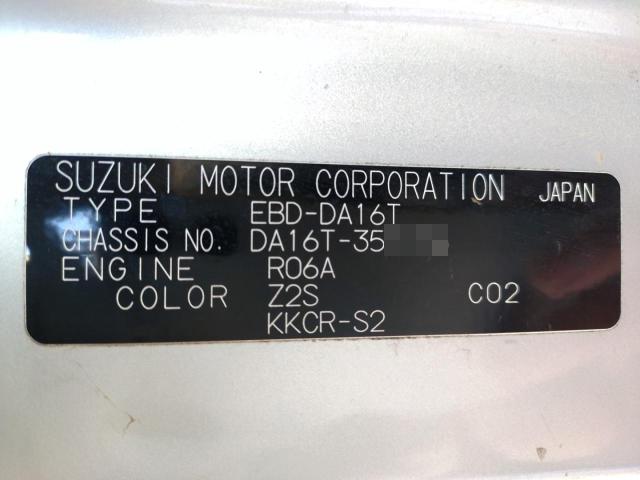 SUZUKI MOTOR CORPORATION JAPAN
TYPE EBD-DA16T
CHASSIS NO. DA16T-35
ENGINE R06A
COLOR Z2S C02
KKCR-S2